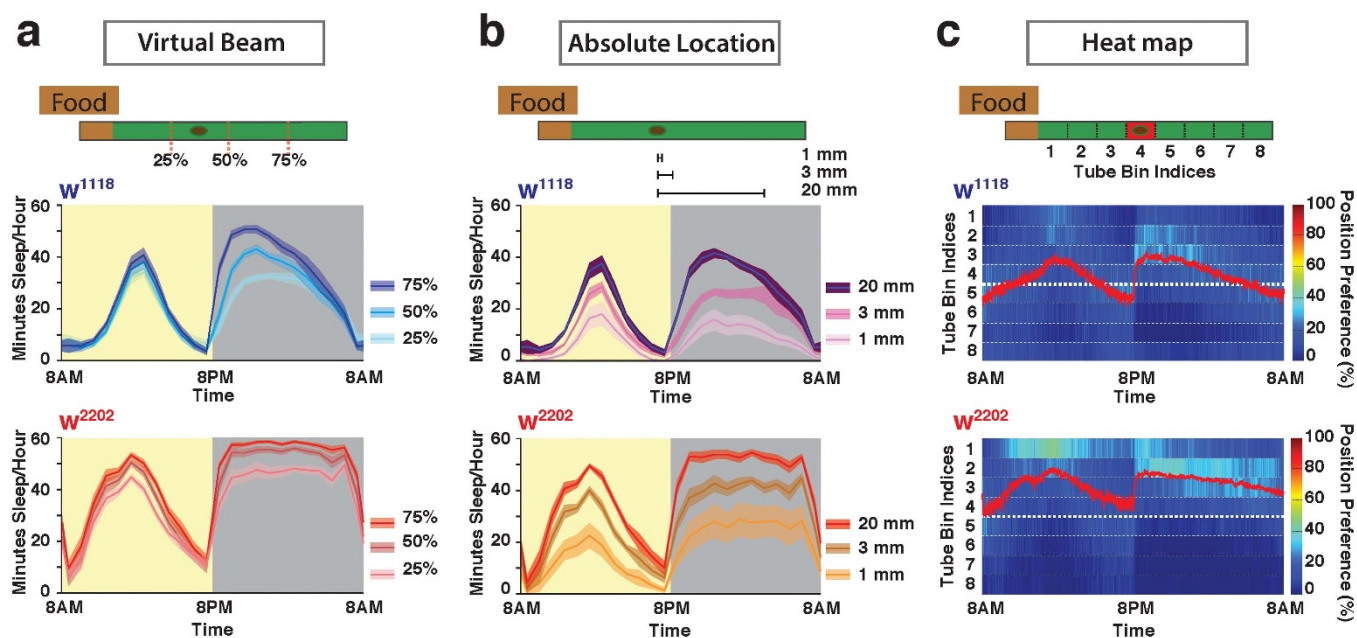 a
Virtual Beam
Food
25%
50%
75%
w1118
Minutes Sleep/Hour
60
40
20
0
75%
50%
25%
8AM
8PM
8AM
Time
w2202
Minutes Sleep/Hour
60
40
20
0
75%
50%
25%
8AM
8PM
8AM
Time
b
Absolute Location
Food
1 mm
3 mm
20 mm
w1118
Minutes Sleep/Hour
60
40
20
0
20 mm
3 mm
1 mm
8AM
8PM
8AM
Time
w2202
Minutes Sleep/Hour
60
40
20
0
20 mm
3 mm
1 mm
8AM
8PM
8AM
Time
c
Heat map
Food
1 2 3 4 5 6 7 8
Tube Bin Indices
w1118
Tube Bin Indices
1
2
3
4
5
6
7
8
100
80
60
40
20
0
Position Preference (%)
8AM
8PM
8AM
Time
w2202
Tube Bin Indices
1
2
3
4
5
6
7
8
100
80
60
40
20
0
Position Preference (%)
8AM
8PM
8AM
Time